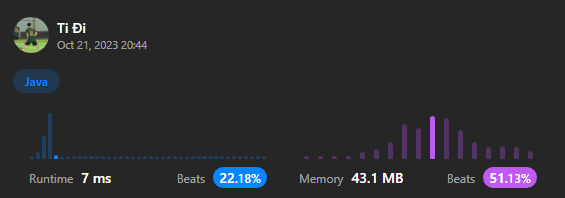 Ti Đi
Oct 21, 2023 20:44
Java
Runtime 7 ms Beats 22.18% Memory 43.1 MB Beats 51.13%